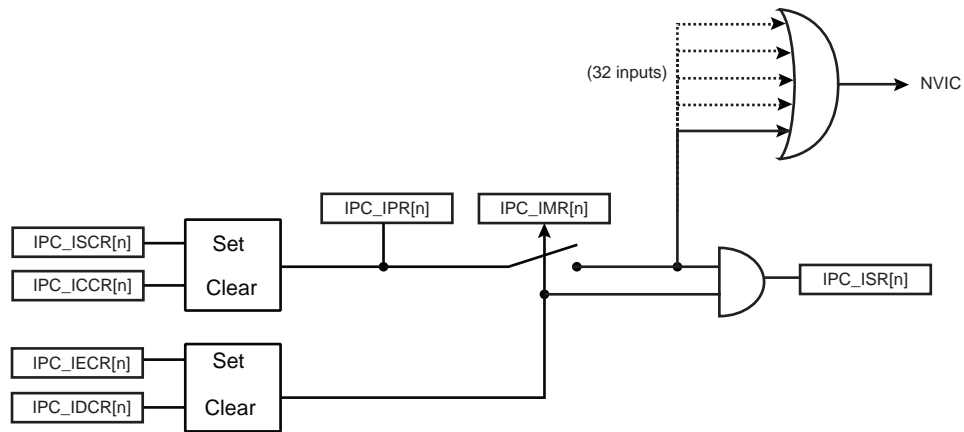 (32 inputs)
NVIC
IPC_IPR[n]
IPC_IMR[n]
IPC_ISCR[n]
Set
IPC_ICCR[n]
Clear
IPC_ISR[n]
IPC_IECR[n]
Set
IPC_IDCR[n]
Clear